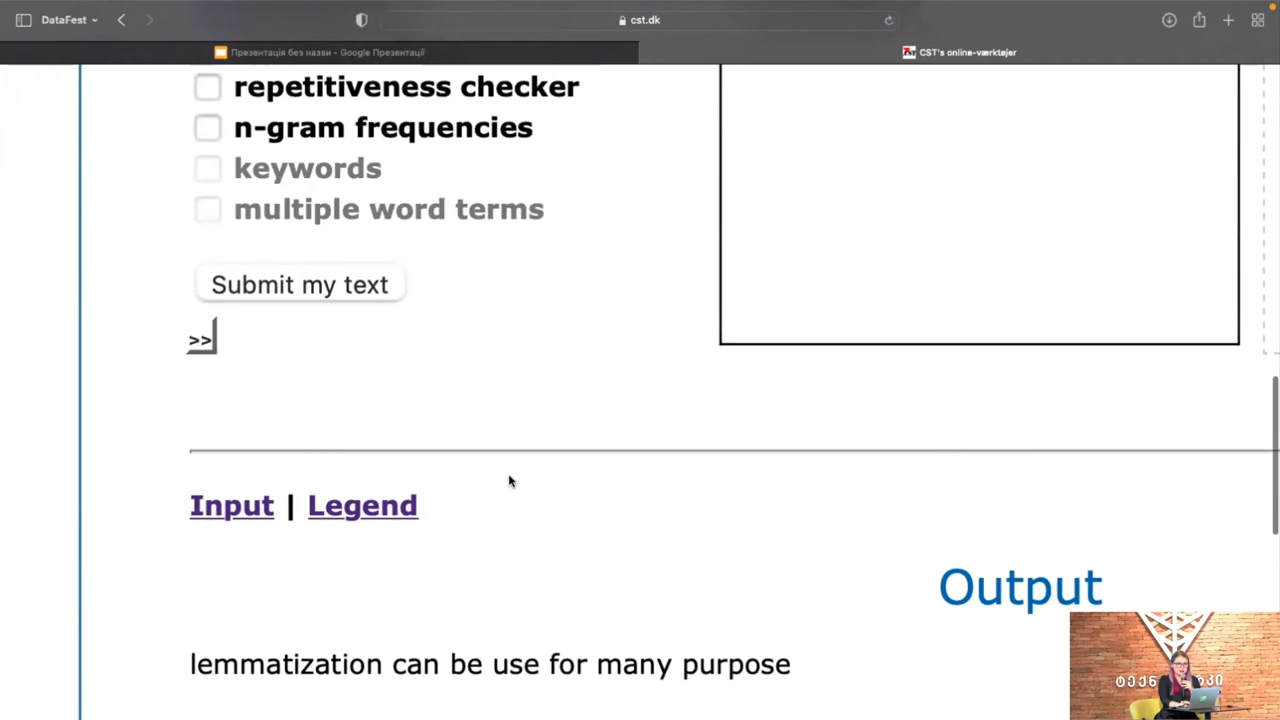 DataFest
cst.dk
Презентація без назви - Google Презентації
CST's online-værktøjer
repetitiveness checker
n-gram frequencies
keywords
multiple word terms
Submit my text
>>
Input | Legend
Output
lemmatization can be use for many purpose